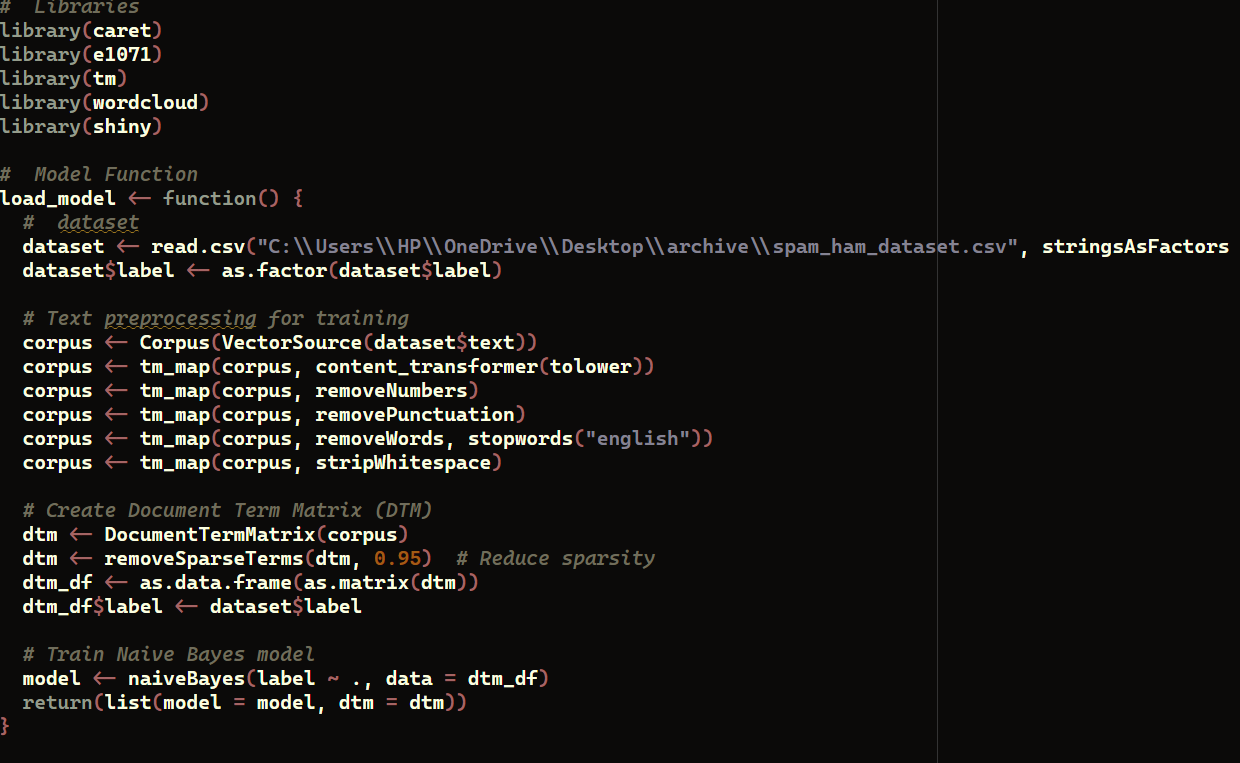 #  Libraries
library(caret)
library(e1071)
library(tm)
library(wordcloud)
library(shiny)

#  Model Function
load_model <- function() {
  #  dataset
  dataset <- read.csv("C:\\Users\\HP\\OneDrive\\Desktop\\archive\\spam_ham_dataset.csv", stringsAsFactors
  dataset$label <- as.factor(dataset$label)

  # Text preprocessing for training
  corpus <- Corpus(VectorSource(dataset$text))
  corpus <- tm_map(corpus, content_transformer(tolower))
  corpus <- tm_map(corpus, removeNumbers)
  corpus <- tm_map(corpus, removePunctuation)
  corpus <- tm_map(corpus, removeWords, stopwords("english"))
  corpus <- tm_map(corpus, stripWhitespace)

  # Create Document Term Matrix (DTM)
  dtm <- DocumentTermMatrix(corpus)
  dtm <- removeSparseTerms(dtm, 0.95)  # Reduce sparsity
  dtm_df <- as.data.frame(as.matrix(dtm))
  dtm_df$label <- dataset$label

  # Train Naive Bayes model
  model <- naiveBayes(label ~ ., data = dtm_df)
  return(list(model = model, dtm = dtm))
}